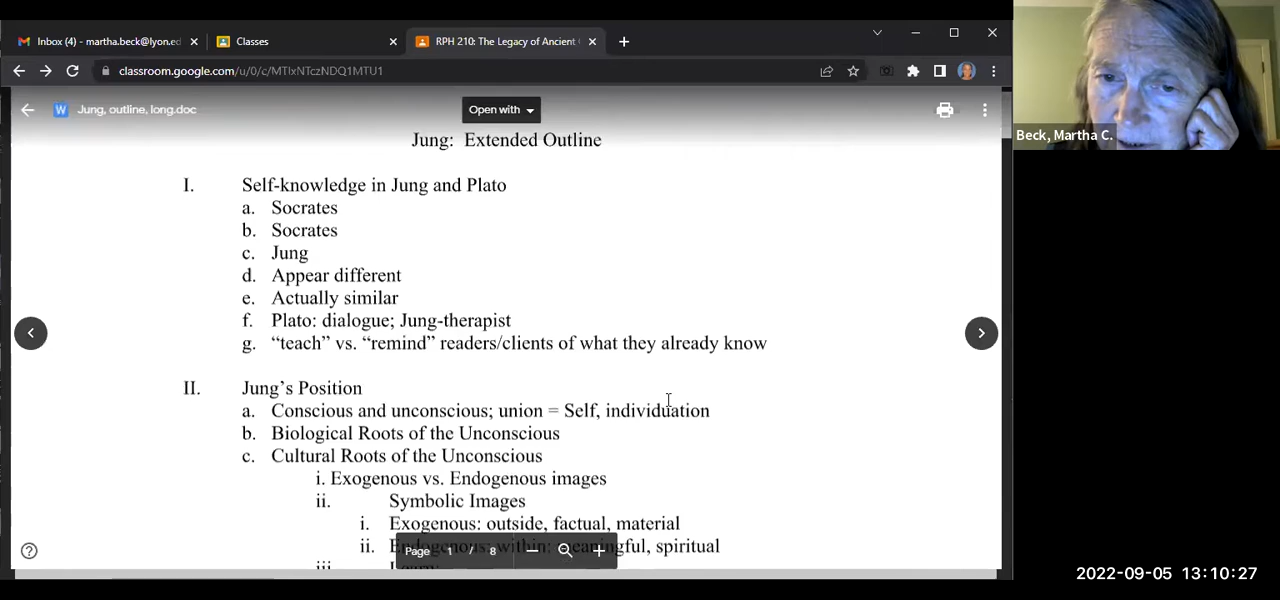 Inbox (4) - martha.beck@lyon.ed
Classes
RPH 210: The Legacy of Ancient
classroom.google.com/u/0/c/MTIxNTczNDQ1MTU1
W Jung, outline, long.doc
Open with
Beck, Martha C.
Jung: Extended Outline
I. Self-knowledge in Jung and Plato
a. Socrates
b. Socrates
c. Jung
d. Appear different
e. Actually similar
f. Plato: dialogue; Jung-therapist
g. “teach” vs. “remind” readers/clients of what they already know
II. Jung’s Position
a. Conscious and unconscious; union = Self, individuation
b. Biological Roots of the Unconscious
c. Cultural Roots of the Unconscious
i. Exogenous vs. Endogenous images
ii. Symbolic Images
i. Exogenous: outside, factual, material
ii. Endogenous: within: meaningful, spiritual
Page 1 / 8
iii.
2022-09-05 13:10:27